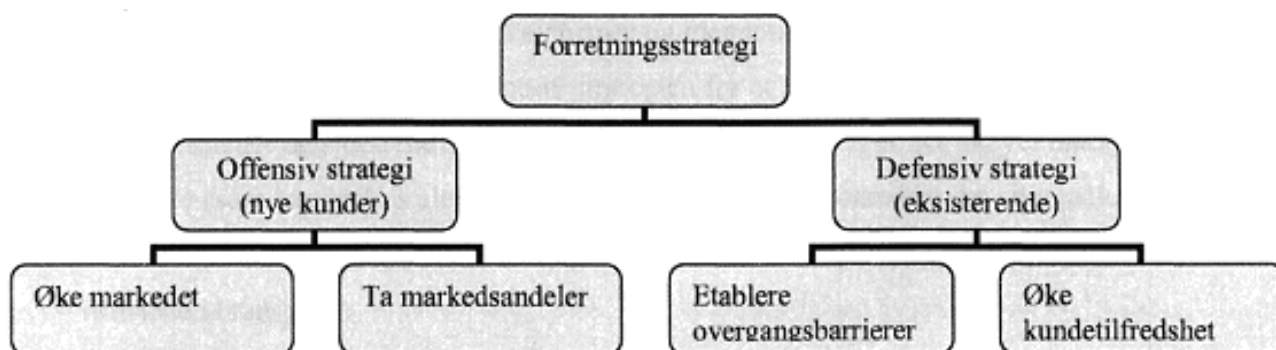 Forretningsstrategi
Offensiv strategi
(nye kunder)
Defensiv strategi
(eksisterende)
Øke markedet
Ta markedsandeler
Etablere
overgangsbarrierer
Øke
kundetilfredshet